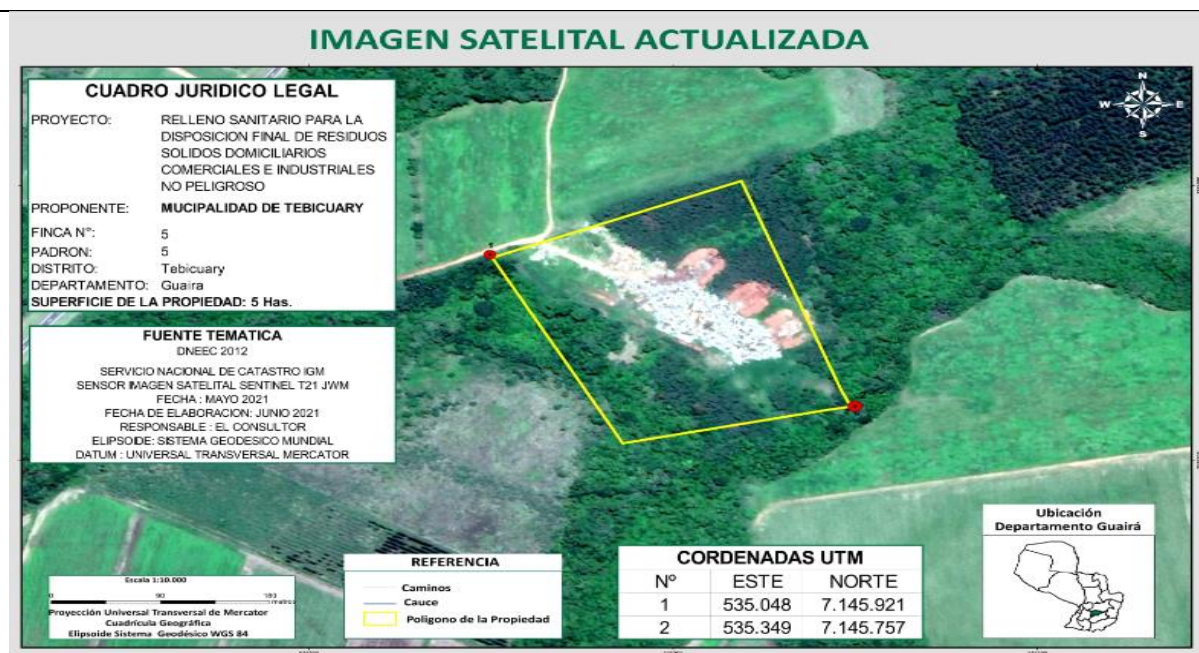 IMAGEN SATELITAL ACTUALIZADA
CUADRO JURIDICO LEGAL
PROYECTO: RELLENO SANITARIO PARA LA
DISPOSICION FINAL DE RESIDUOS
SOLIDOS DOMICILIARIOS
COMERCIALES E INDUSTRIALES
NO PELIGROSO
PROPONENTE: MUCIPALIDAD DE TEBICUARY
FINCA Nº: 5
PADRON: 5
DISTRITO: Tebicuary
DEPARTAMENTO: Guaira
SUPERFICIE DE LA PROPIEDAD: 5 Has.
FUENTE TEMATICA
DNEEC 2012
SERVICIO NACIONAL DE CATASTRO IGM
SENSOR IMAGEN SATELITAL SENTINEL T21 JWM
FECHA : MAYO 2021
FECHA DE ELABORACION: JUNIO 2021
RESPONSABLE : EL CONSULTOR
ELIPSOIDE: SISTEMA GEODESICO MUNDIAL
DATUM : UNIVERSAL TRANSVERSAL MERCATOR
N
W E
S
Escala 1:10.000
0 90 180
metros
Proyección Universal Transversal de Mercator
Cuadrícula Geográfica
Elipsoide Sistema Geodésico WGS 84
REFERENCIA
Caminos
Cauce
Poligono de la Propiedad
CORDENADAS UTM
Nº ESTE NORTE
1 535.048 7.145.921
2 535.349 7.145.757
Ubicación
Departamento Guairá